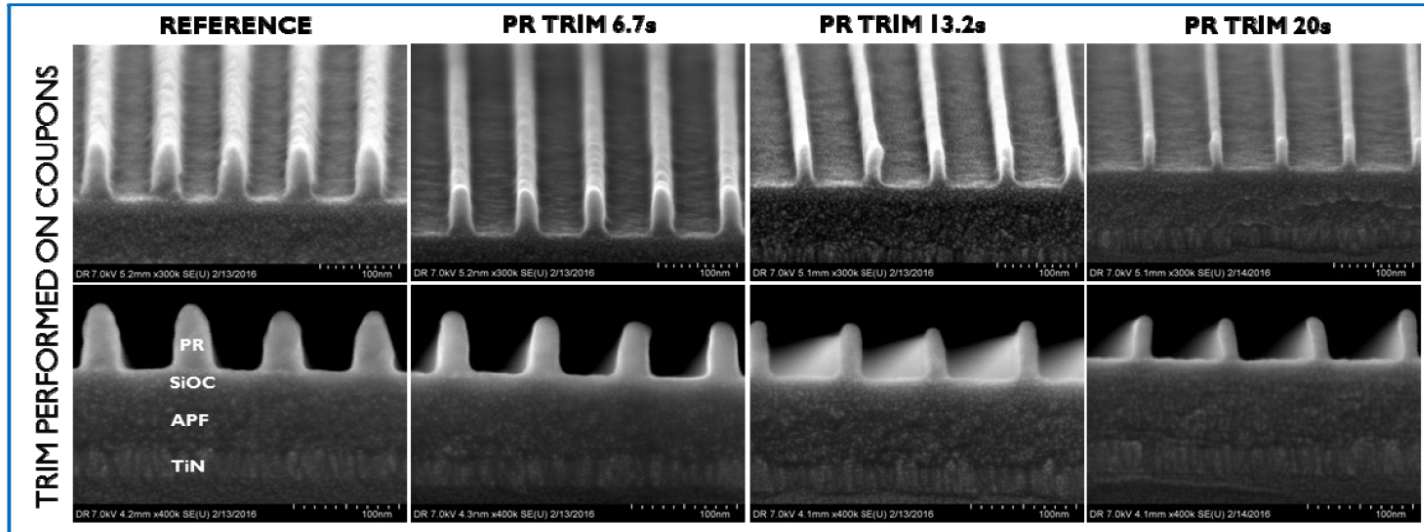 REFERENCE
PR TRIM 6.7s
PR TRIM 13.2s
PR TRIM 20s
TRIM PERFORMED ON COUPONS
DR 7.0kV 5.2mm x300k SE(U) 2/13/2016
100nm
DR 7.0kV 5.2mm x300k SE(U) 2/13/2016
100nm
DR 7.0kV 5.1mm x300k SE(U) 2/13/2016
100nm
DR 7.0kV 5.1mm x300k SE(U) 2/14/2016
100nm
PR
SiOC
APF
TiN
DR 7.0kV 4.2mm x400k SE(U) 2/13/2016
100nm
DR 7.0kV 4.3mm x400k SE(U) 2/13/2016
100nm
DR 7.0kV 4.1mm x400k SE(U) 2/13/2016
100nm
DR 7.0kV 4.1mm x400k SE(U) 2/14/2016
100nm